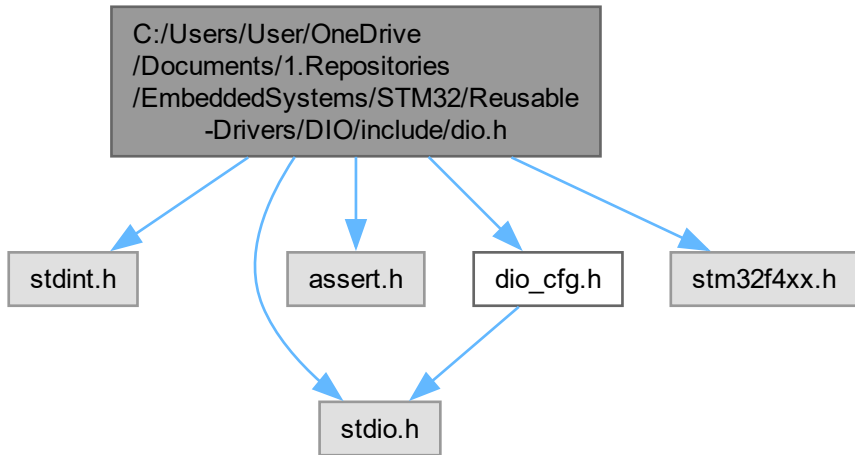 C:/Users/User/OneDrive
/Documents/1.Repositories
/EmbeddedSystems/STM32/Reusable
-Drivers/DIO/include/dio.h
stdint.h
assert.h
dio_cfg.h
stm32f4xx.h
stdio.h